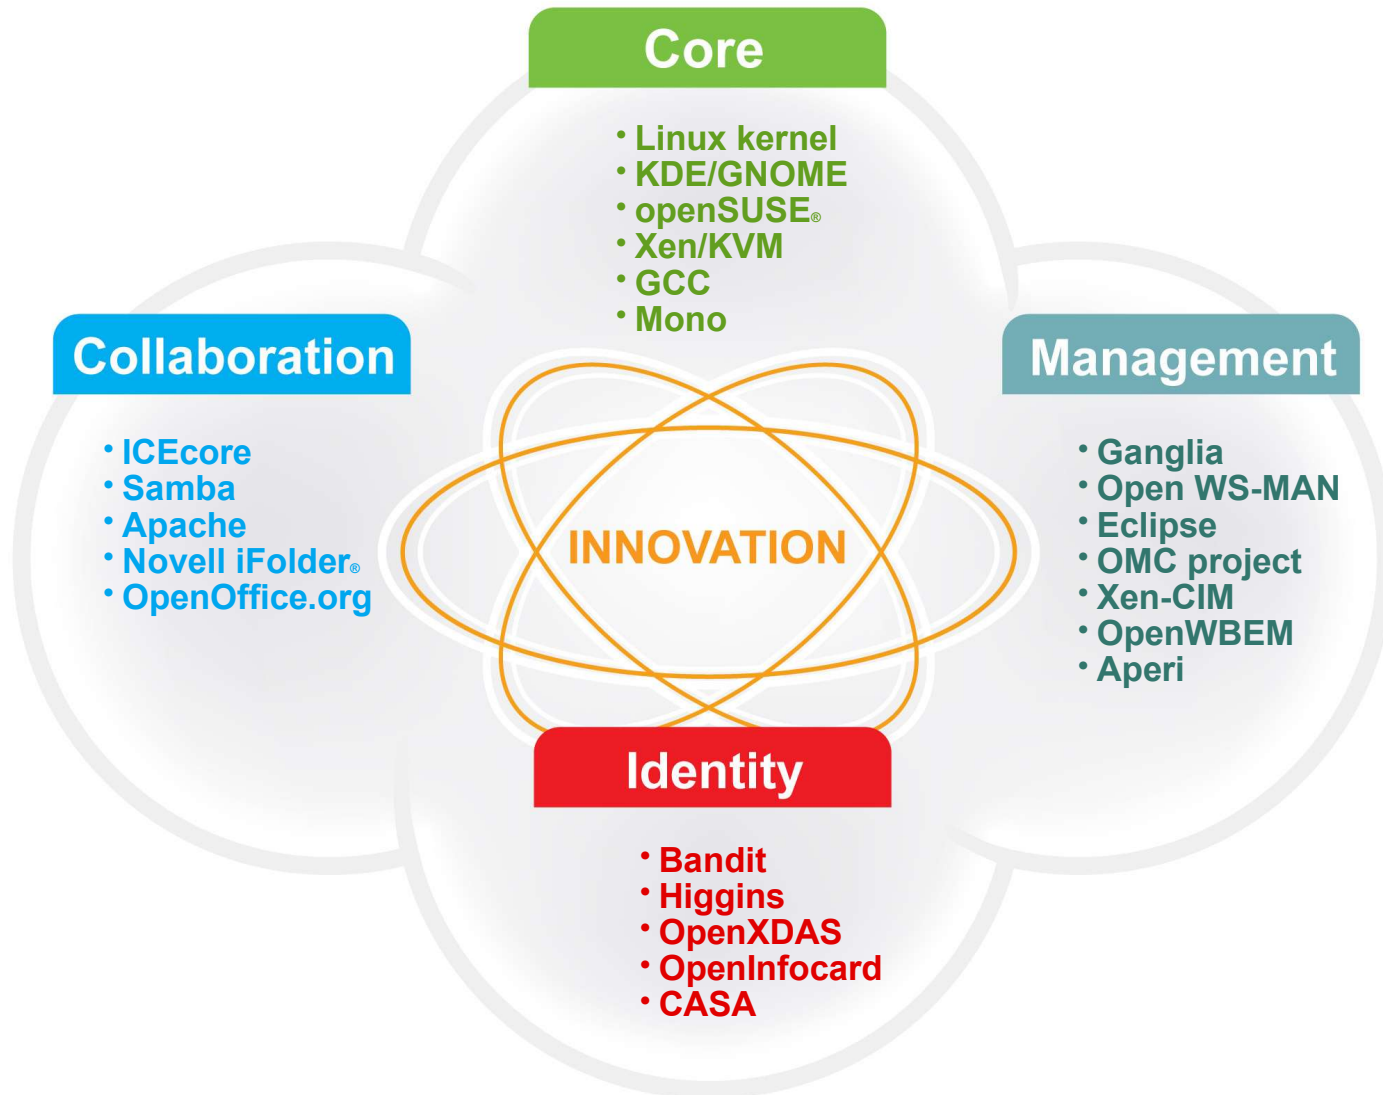 Core
• Linux kernel
• KDE/GNOME
• openSUSE®
• Xen/KVM
• GCC
• Mono
Collaboration
• ICEcore
• Samba
• Apache
• Novell iFolder®
• OpenOffice.org
INNOVATION
Management
• Ganglia
• Open WS-MAN
• Eclipse
• OMC project
• Xen-CIM
• OpenWBEM
• Aperi
Identity
• Bandit
• Higgins
• OpenXDAS
• OpenInfocard
• CASA